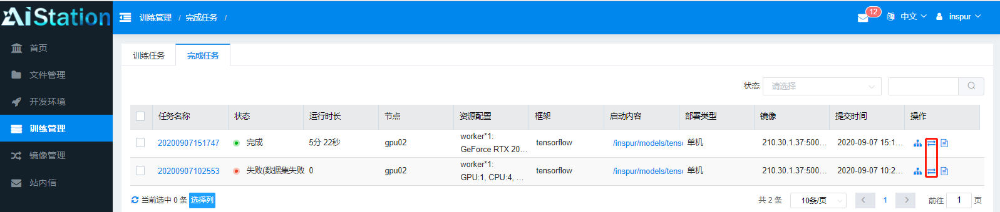 AiStation
训练管理 / 完成任务 /
12
中文
inspur
首页
文件管理
开发环境
训练管理
镜像管理
站内信
训练任务
完成任务
状态
请选择
任务名称 状态 运行时长 节点 资源配置 框架 启动内容 部署类型 镜像 提交时间 操作
20200907151747 完成 5分 22秒 gpu02 worker*1: GeForce RTX 20... tensorflow /inspur/models/tensc 单机 210.30.1.37:500... 2020-09-07 15:1...
20200907102553 失败(数据集失败 0 gpu02 worker*1: GPU:1, CPU:4, ... tensorflow /inspur/models/tensc 单机 210.30.1.37:500... 2020-09-07 10:2...
当前选中 0 条 选择列
共 2 条 10条/页 1 前往 1 页